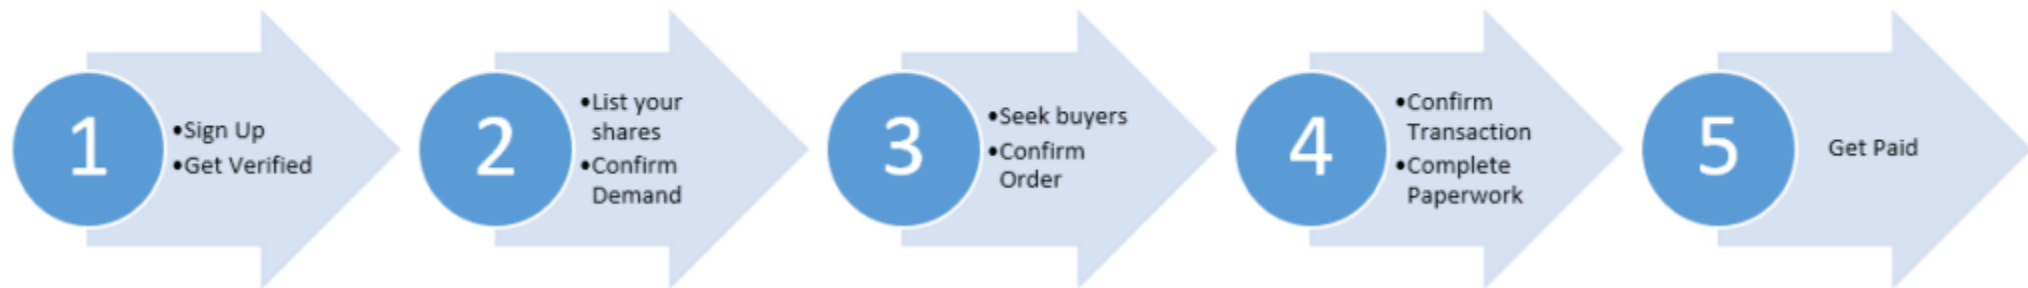 1
•Sign Up
•Get Verified
2
•List your
shares
•Confirm
Demand
3
•Seek buyers
•Confirm
Order
4
•Confirm
Transaction
•Complete
Paperwork
5
Get Paid